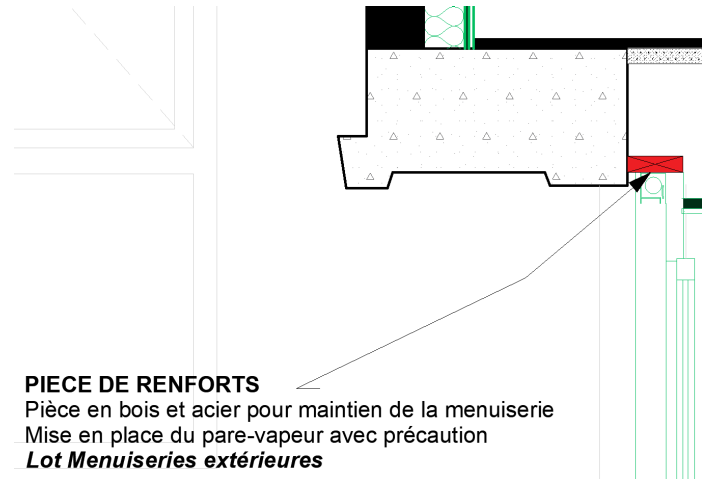 PIECE DE RENFORTS
Pièce en bois et acier pour maintien de la menuiserie
Mise en place du pare-vapeur avec précaution
Lot Menuiseries extérieures